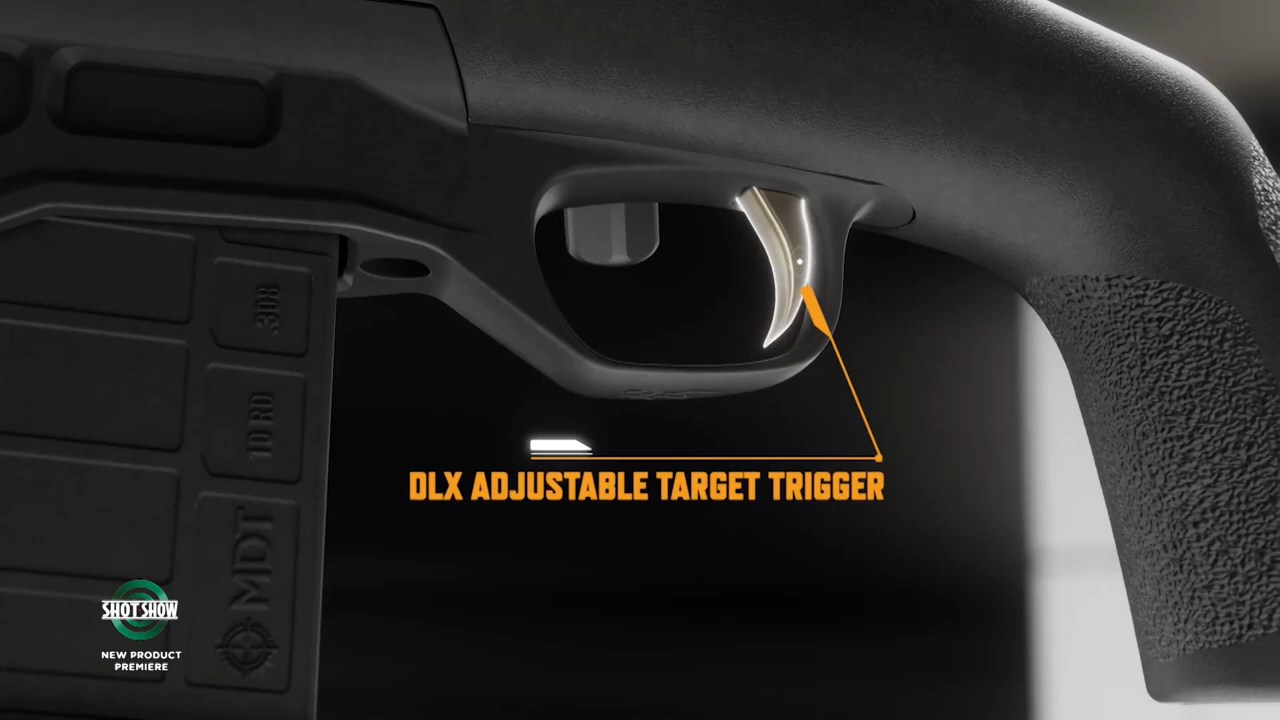 .308
10 RD
MDT
DLX ADJUSTABLE TARGET TRIGGER
SHOT SHOW
NEW PRODUCT
PREMIERE